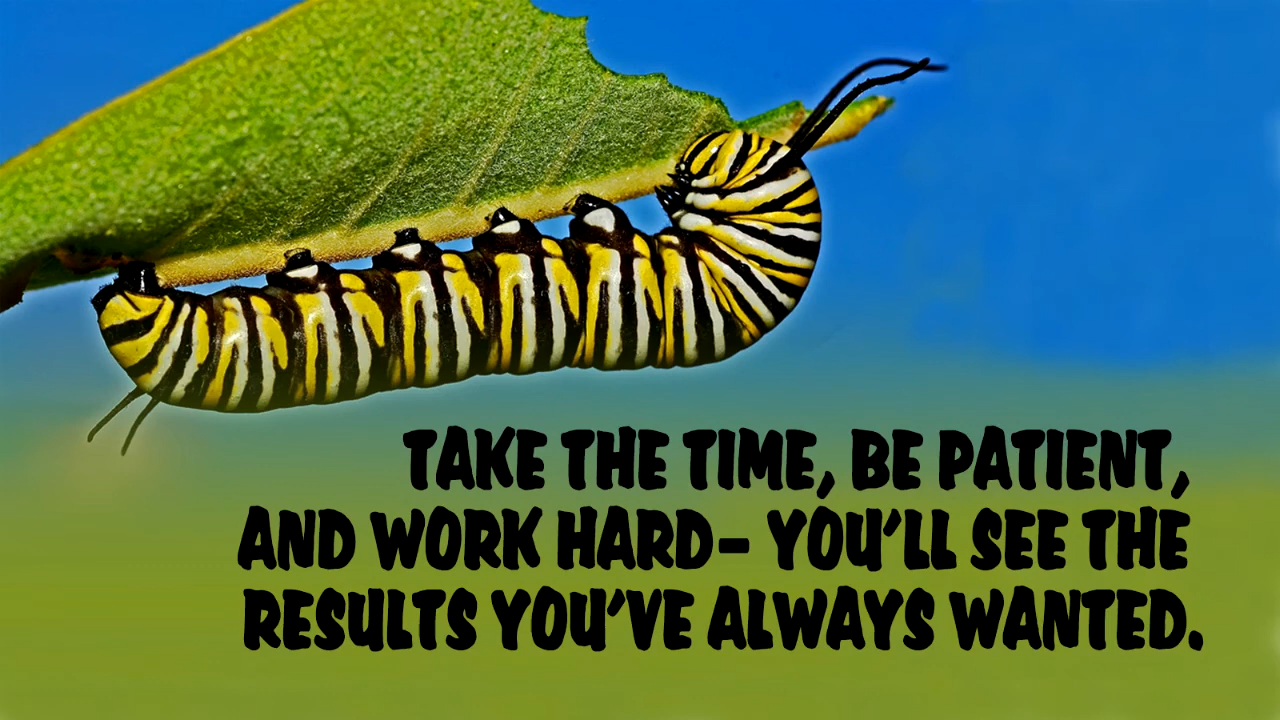 TAKE THE TIME, BE PATIENT,
AND WORK HARD- YOU'LL SEE THE
RESULTS YOU'VE ALWAYS WANTED.